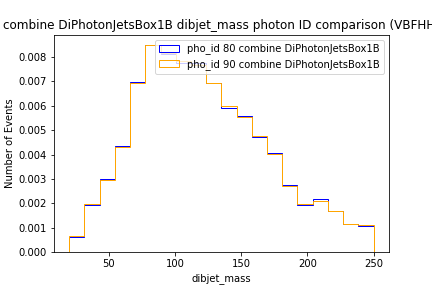 combine DiPhotonJetsBox1B dibjet_mass photon ID comparison (VBFHH
pho_id 80 combine DiPhotonJetsBox1B
pho_id 90 combine DiPhotonJetsBox1B
Number of Events
0.008
0.007
0.006
0.005
0.004
0.003
0.002
0.001
0.000
50
100
150
200
250
dibjet_mass